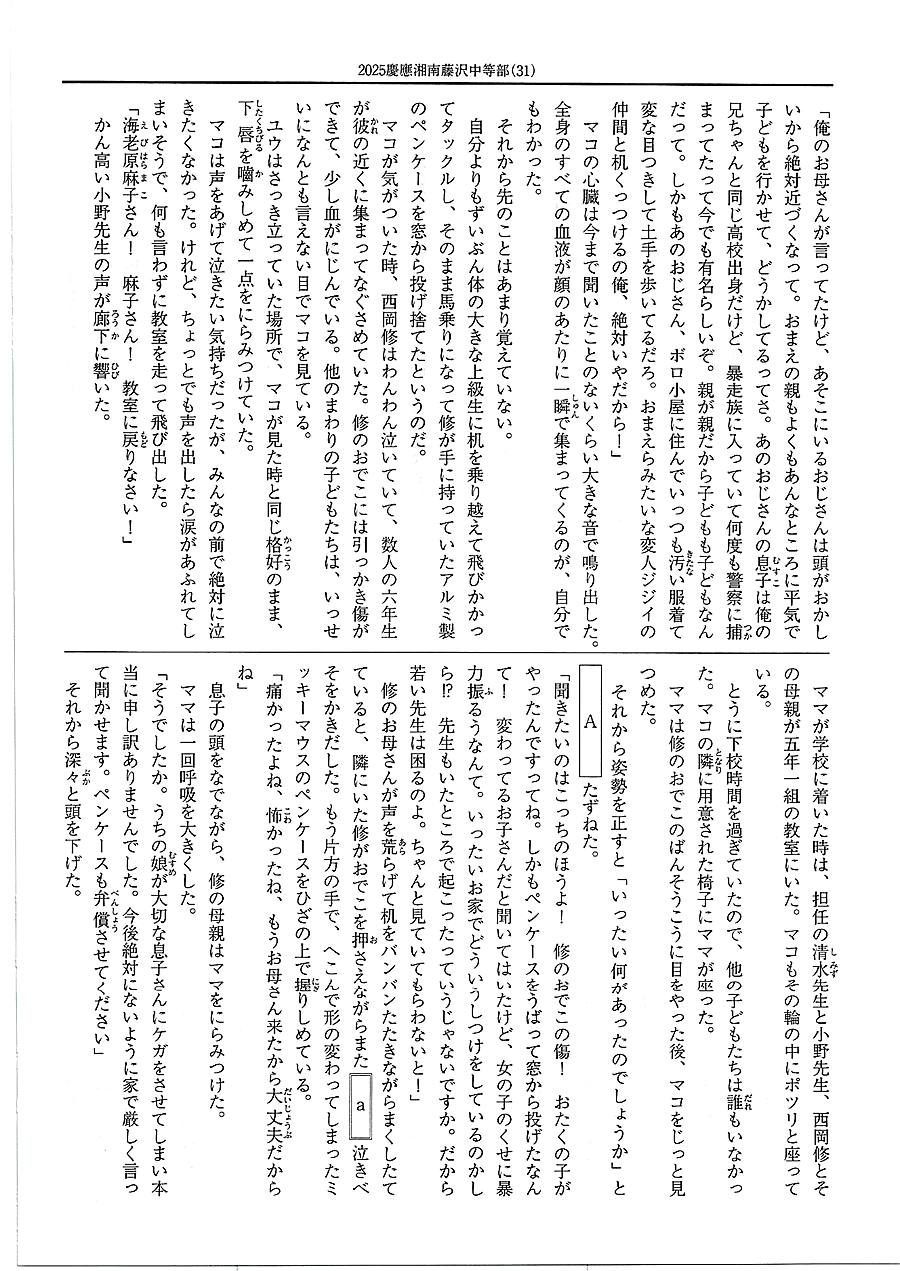 2025慶應湘南藤沢中等部(31)
「俺のお母さんが言ってたけど、あそこにいるおじさんは頭がおかし
いから絶対近づくなって。おまえの親もよくもあんなところに平気で
子どもを行かせて、どうかしてるってさ。あのおじさんの息子は俺の
兄ちゃんと同じ高校出身だけど、暴走族に入っていて何度も警察に捕
まってたって今でも有名らしいぞ。親が親だから子どもも子どもなん
だって。しかもあのおじさん、ボロ小屋に住んでいっつも汚い服着て
変な目つきして土手を歩いてるだろ。おまえらみたいな変人ジジイの
仲間と机くっつけるの俺、絶対いやだから！」
マコの心臓は今まで聞いたことのないくらい大きな音で鳴り出した。
全身のすべての血液が顔のあたりに一瞬で集まってくるのが、自分で
もわかった。
それから先のことはあまり覚えていない。
自分よりもずいぶん体の大きな上級生に机を乗り越えて飛びかかっ
てタックルし、そのまま馬乗りになって修が手に持っていたアルミ製
のペンケースを窓から投げ捨てたというのだ。
マコが気がついた時、西岡修はわんわん泣いていて、数人の六年生
が彼の近くに集まってなぐさめていた。修のおでこには引っかき傷が
できて、少し血がにじんでいる。他のまわりの子どもたちは、いっせ
いになんとも言えない目でマコを見ている。
ユウはさっき立っていた場所で、マコが見た時と同じ格好のまま、
下唇を噛みしめて一点をにらみつけていた。
マコは声をあげて泣きたい気持ちだったが、みんなの前で絶対に泣
きたくなかった。けれど、ちょっとでも声を出したら涙があふれてし
まいそうで、何も言わずに教室を走って飛び出した。
「海老原麻子さん！　麻子さん！　教室に戻りなさい！」
かん高い小野先生の声が廊下に響いた。
ママが学校に着いた時は、担任の清水先生と小野先生、西岡修とそ
の母親が五年一組の教室にいた。マコもその輪の中にポツリと座って
いる。
とうに下校時間を過ぎていたので、他の子どもたちは誰もいなかっ
た。マコの隣に用意された椅子にママが座った。
ママは修のおでこのばんそうこうに目をやった後、マコをじっと見
つめた。
それから姿勢を正すと「いったい何があったのでしょうか」と
A たずねた。
「聞きたいのはこっちのほうよ！　修のおでこの傷！　おたくの子が
やったんですってね。しかもペンケースをうばって窓から投げたなん
て！　変わってるお子さんだと聞いてはいたけど、女の子のくせに暴
力振るうなんて。いったいお家でどういうしつけをしているのかし
ら!?　先生もいたところで起こったっていうじゃないですか。だから
若い先生は困るのよ。ちゃんと見ていてもらわないと！」
修のお母さんが声を荒らげて机をバンバンたたきながらまくしたて
ていると、隣にいた修がおでこを押さえながらまた a 泣きべ
そをかきだした。もう片方の手で、へこんで形の変わってしまったミ
ッキーマウスのペンケースをひざの上で握りしめている。
「痛かったよね、怖かったね、もうお母さん来たから大丈夫だから
ね」
息子の頭をなでながら、修の母親はママをにらみつけた。
ママは一回呼吸を大きくした。
「そうでしたか。うちの娘が大切な息子さんにケガをさせてしまい本
当に申し訳ありませんでした。今後絶対にないように家で厳しく言っ
て聞かせます。ペンケースも弁償させてください」
それから深々と頭を下げた。